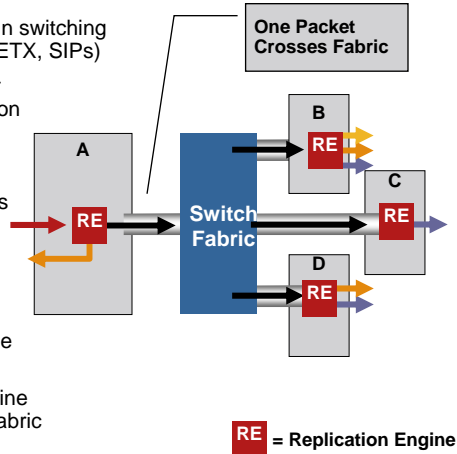 n switching
ETX, SIPs)
on
s
e
ine
abric
One Packet
Crosses Fabric
A
RE
Switch
Fabric
B
RE
C
RE
D
RE
RE = Replication Engine